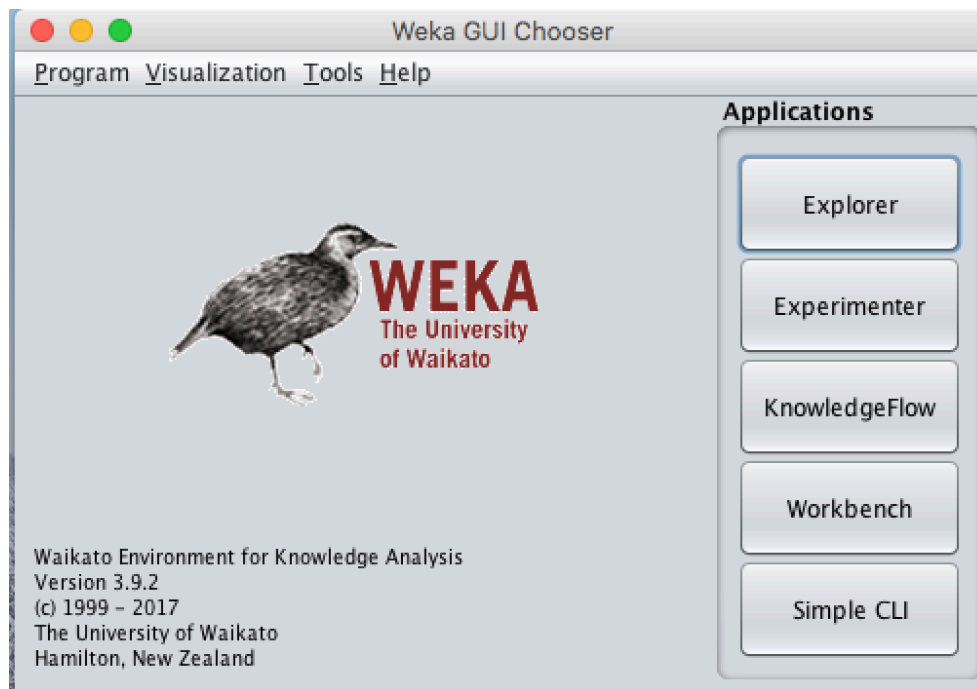 Weka GUI Chooser
Program Visualization Tools Help
Applications
Explorer
Experimenter
KnowledgeFlow
Workbench
Simple CLI
WEKA
The University
of Waikato
Waikato Environment for Knowledge Analysis
Version 3.9.2
(c) 1999 – 2017
The University of Waikato
Hamilton, New Zealand